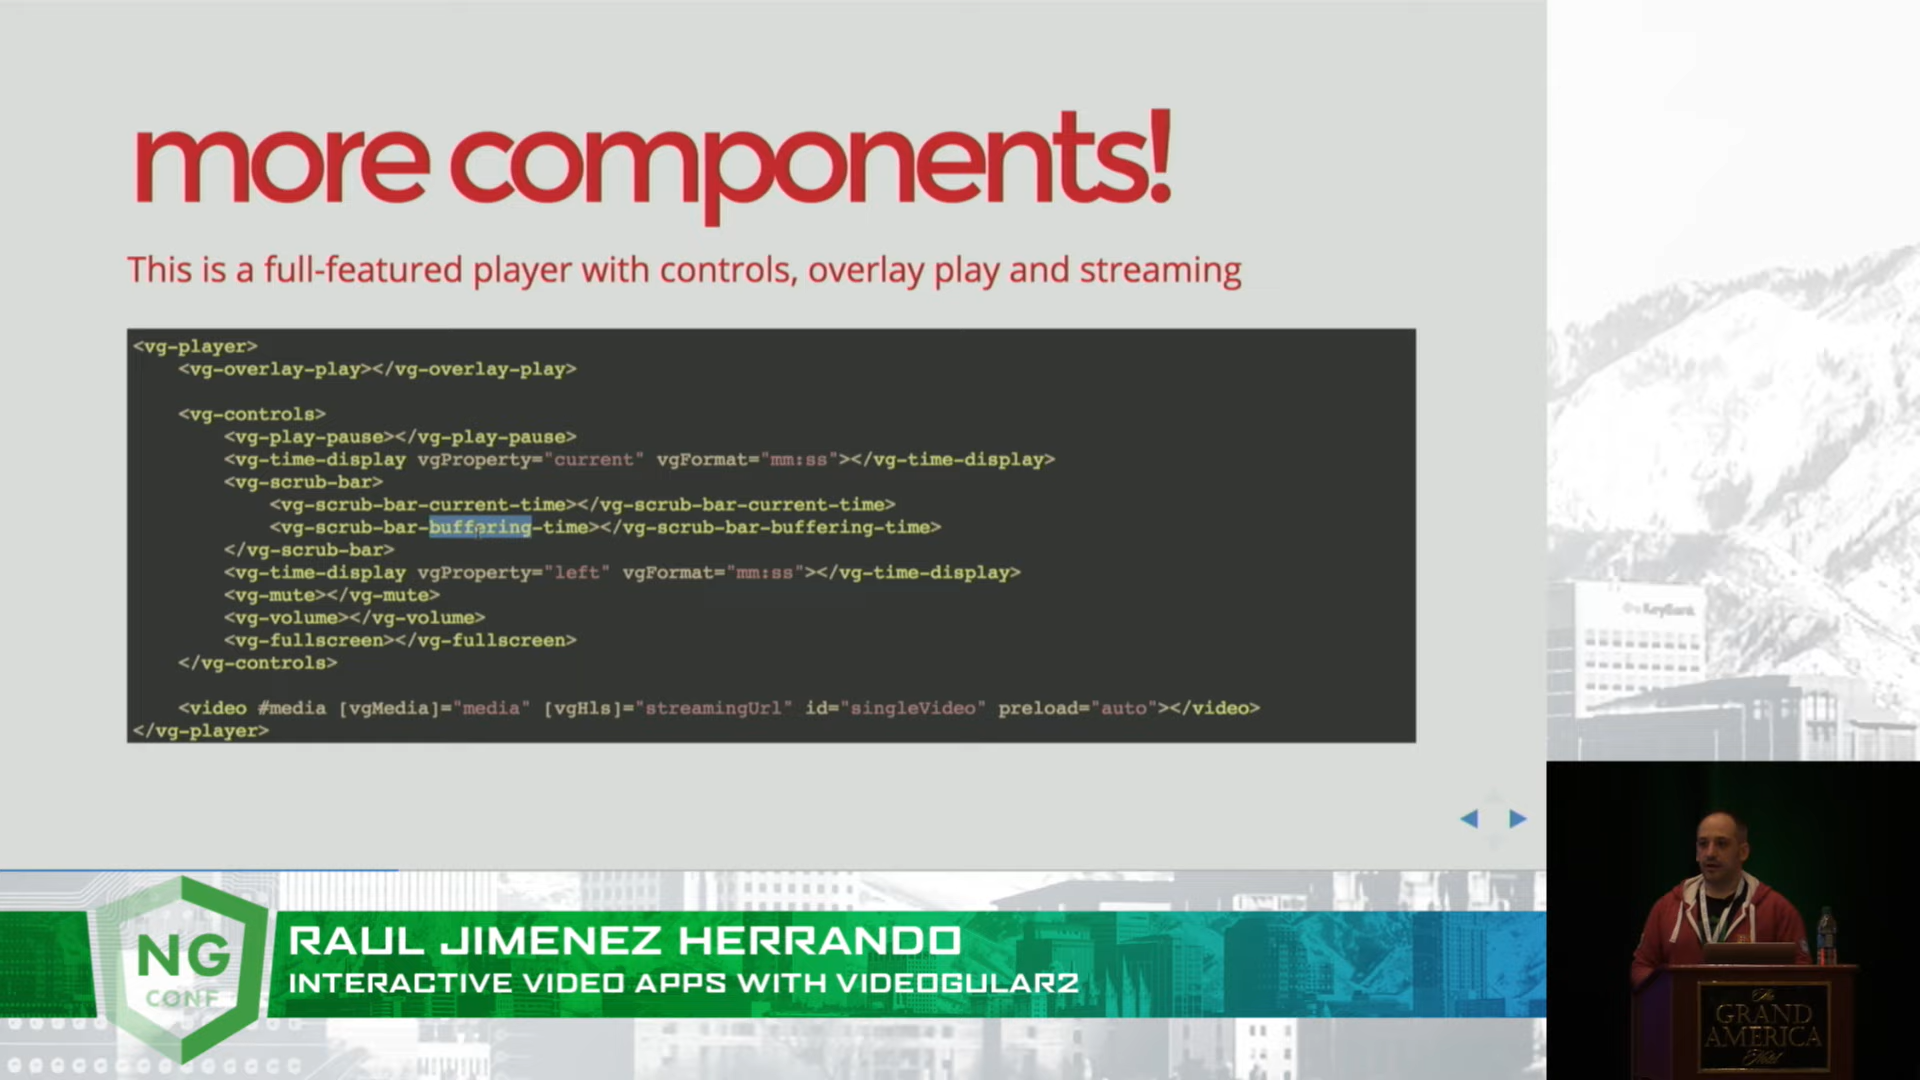 more components!
This is a full-featured player with controls, overlay play and streaming
<vg-player>
<vg-overlay-play></vg-overlay-play>
<vg-controls>
<vg-play-pause></vg-play-pause>
<vg-time-display vgProperty="current" vgFormat="mm:ss"></vg-time-display>
<vg-scrub-bar>
<vg-scrub-bar-current-time></vg-scrub-bar-current-time>
<vg-scrub-bar-buffering-time></vg-scrub-bar-buffering-time>
</vg-scrub-bar>
<vg-time-display vgProperty="left" vgFormat="mm:ss"></vg-time-display>
<vg-mute></vg-mute>
<vg-volume></vg-volume>
<vg-fullscreen></vg-fullscreen>
</vg-controls>
<video #media [vgMedia]="media" [vgHls]="streamingUrl" id="singleVideo" preload="auto"></video>
</vg-player>
KeyBank
NG
CONF
RAUL JIMENEZ HERRANDO
INTERACTIVE VIDEO APPS WITH VIDEOGULAR2
The
GRAND
AMERICA
Hotel